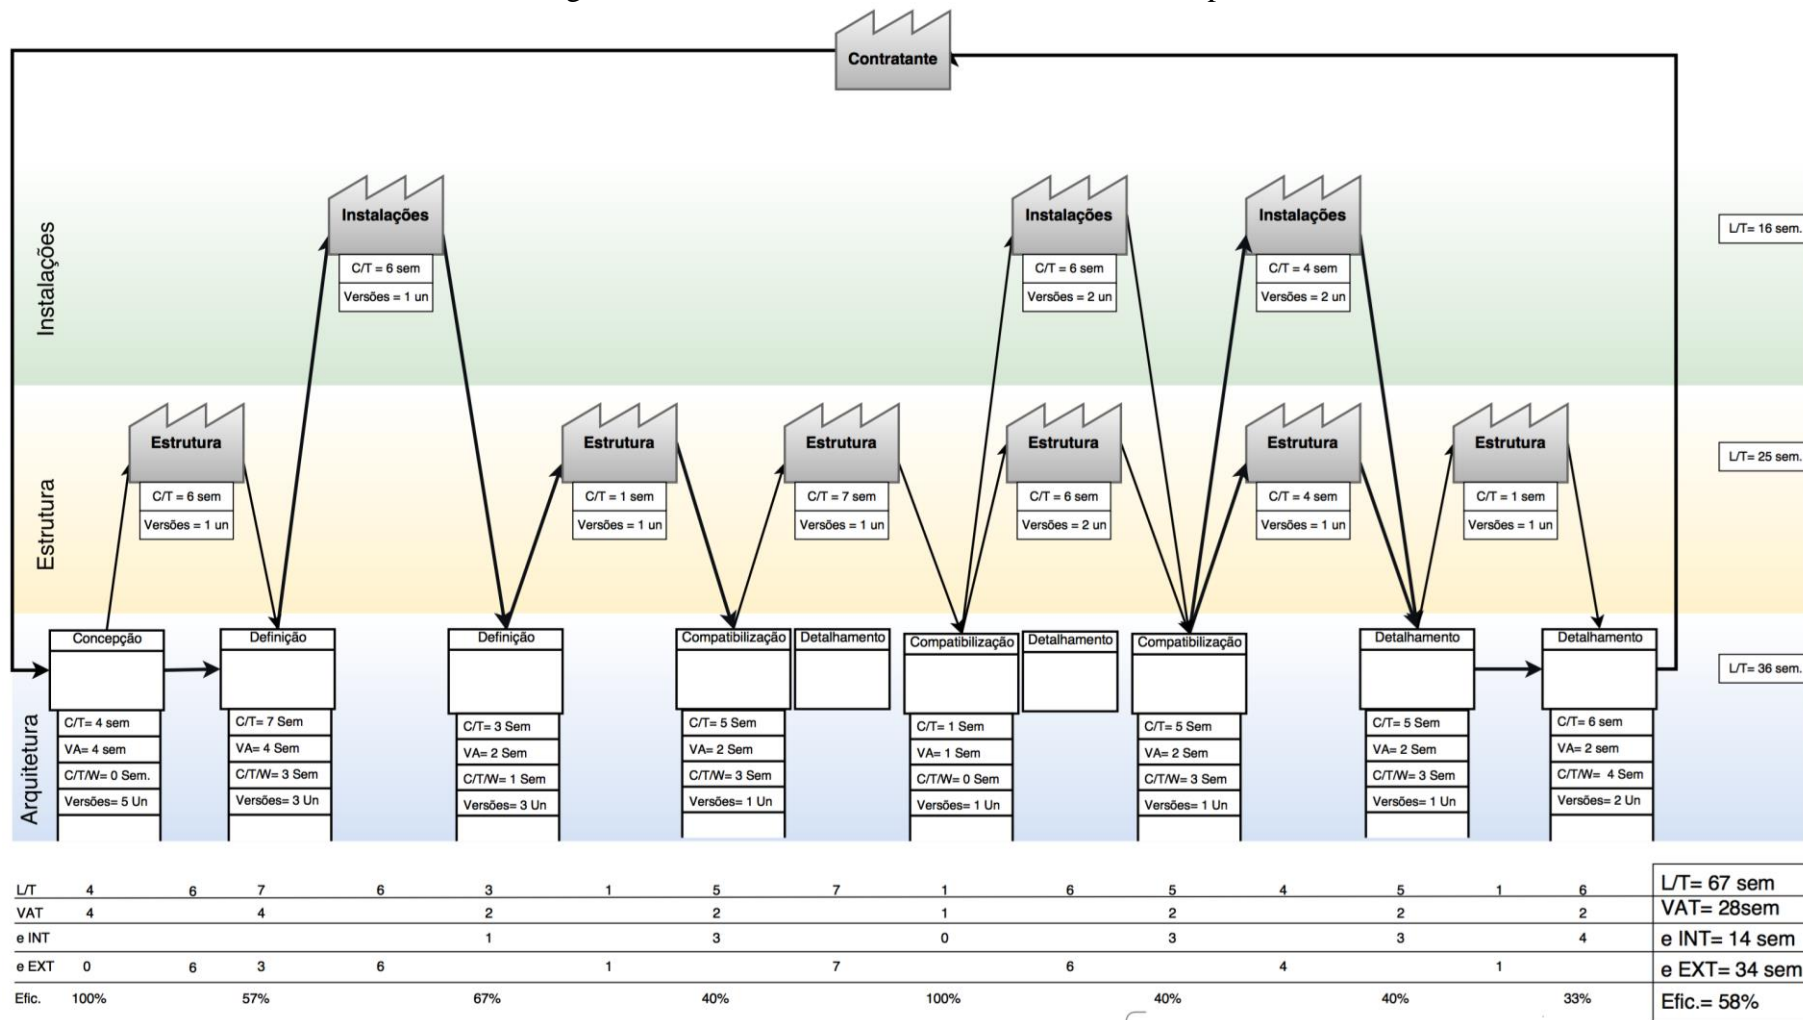 Contratante
Instalações
C/T = 6 sem
Versões = 1 un
Instalações
C/T = 6 sem
Versões = 2 un
Instalações
C/T = 4 sem
Versões = 2 un
Instalações
L/T= 16 sem.
Estrutura
C/T = 6 sem
Versões = 1 un
Estrutura
C/T = 1 sem
Versões = 1 un
Estrutura
C/T = 7 sem
Versões = 1 un
Estrutura
C/T = 6 sem
Versões = 2 un
Estrutura
C/T = 4 sem
Versões = 1 un
Estrutura
C/T = 1 sem
Versões = 1 un
Estrutura
L/T= 25 sem.
Arquitetura
Concepção
C/T= 4 sem
VA= 4 sem
C/T/W= 0 Sem.
Versões= 5 Un
Definição
C/T= 7 Sem
VA= 4 Sem
C/T/W= 3 Sem
Versões= 3 Un
Definição
C/T= 3 Sem
VA= 2 Sem
C/T/W= 1 Sem
Versões= 3 Un
Compatibilização
C/T= 5 Sem
VA= 2 Sem
C/T/W= 3 Sem
Versões= 1 Un
Detalhamento
Compatibilização
C/T= 1 Sem
VA= 1 Sem
C/T/W= 0 Sem
Versões= 1 Un
Detalhamento
Compatibilização
C/T= 5 Sem
VA= 2 Sem
C/T/W= 3 Sem
Versões= 1 Un
Detalhamento
C/T= 5 Sem
VA= 2 Sem
C/T/W= 3 Sem
Versões= 1 Un
Detalhamento
C/T= 6 sem
VA= 2 sem
C/T/W= 4 Sem
Versões= 2 Un
L/T= 36 sem.
L/T 4 6 7 6 3 1 5 7 1 6 5 4 5 1 6 L/T= 67 sem
VAT 4 4 2 2 1 2 2 2 VAT= 28sem
e INT 1 3 0 3 3 4 e INT= 14 sem
e EXT 0 6 3 6 1 7 6 4 1 e EXT= 34 sem
Efic. 100% 57% 67% 40% 100% 40% 40% 33% Efic.= 58%